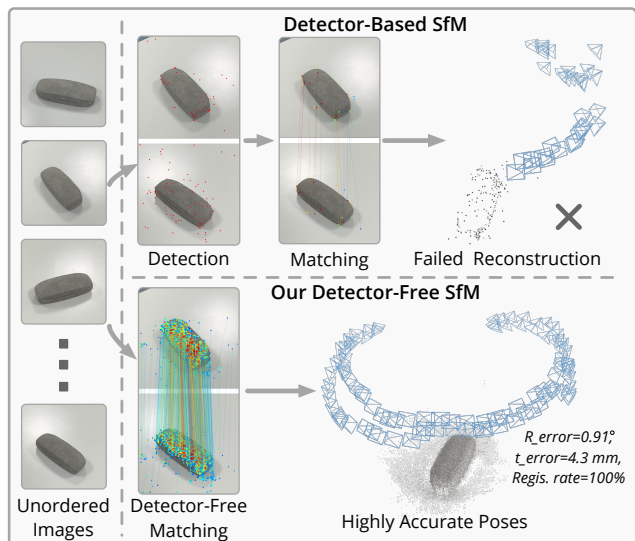 Detector-Based SfM
Detection
Matching
Failed Reconstruction
Our Detector-Free SfM
R_error=0.91°,
t_error=4.3 mm,
Regis. rate=100%
Unordered
Images
Detector-Free
Matching
Highly Accurate Poses